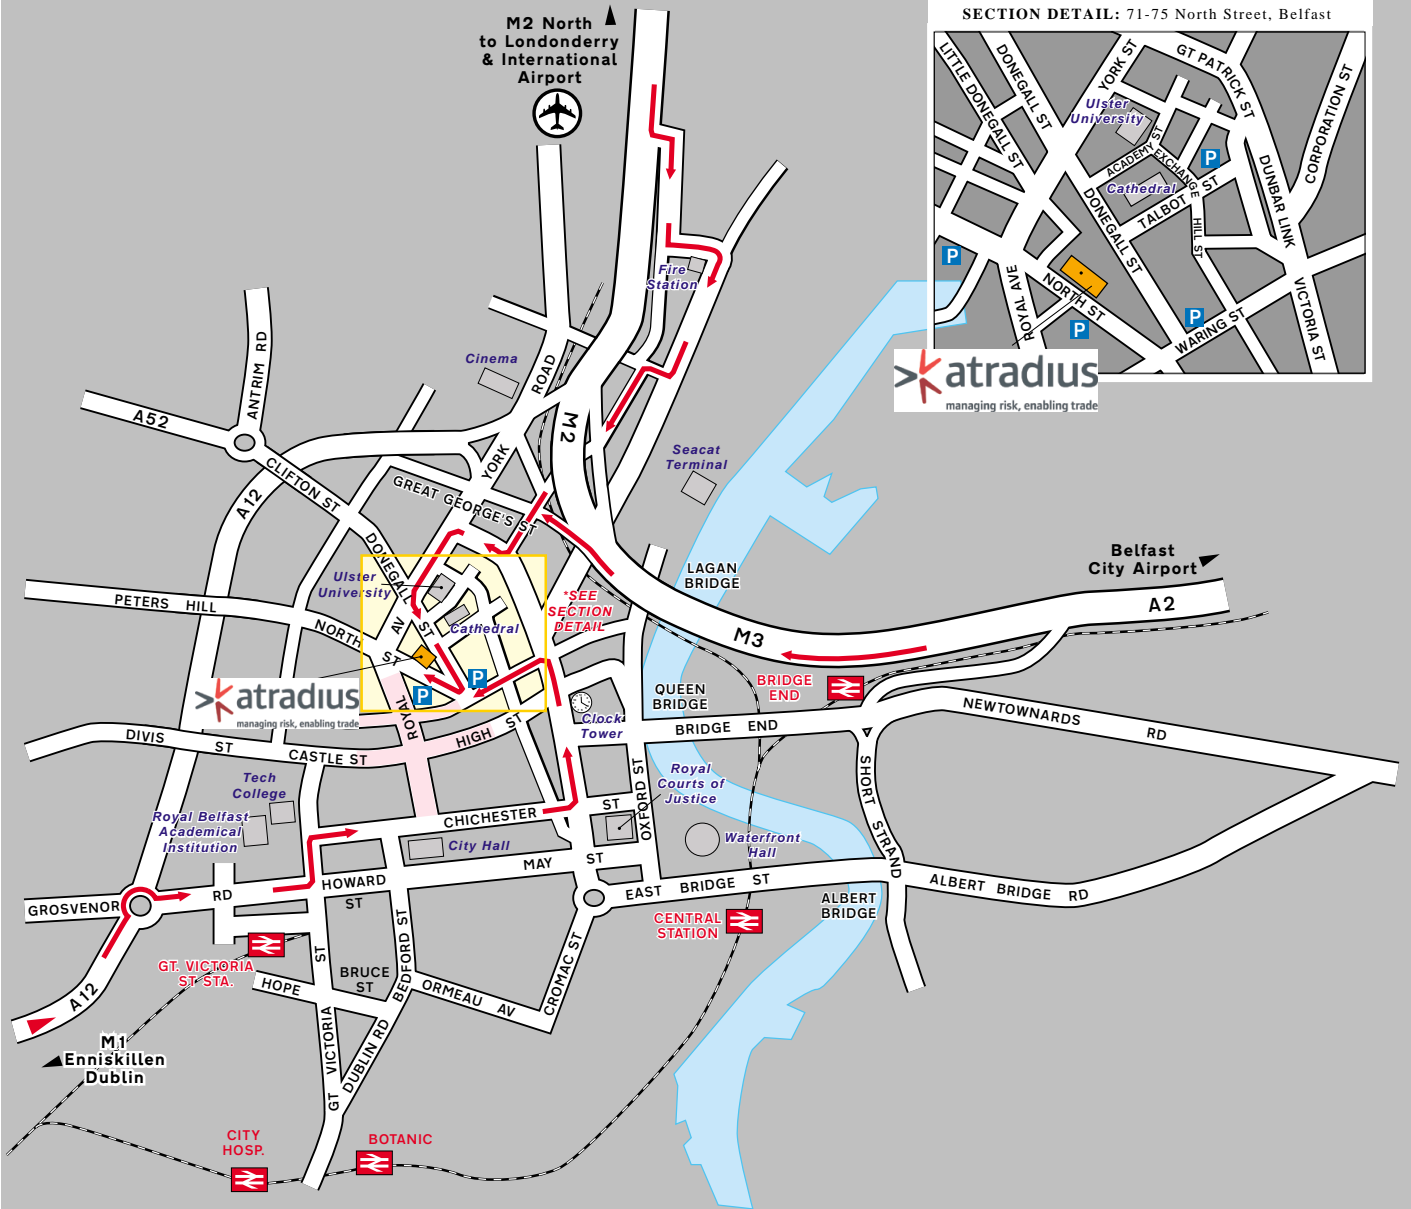 M2 North
to Londonderry
& International
Airport
SECTION DETAIL: 71-75 North Street, Belfast
LITTLE DONEGALL ST
DONEGALL ST
YORK ST
GT PATRICK ST
CORPORATION ST
Ulster
University
ACADEMY ST
EXCHANGE
P
Cathedral
TALBOT ST
DUNBAR LINK
DONEGALL ST
HILL ST
P
ROYAL AVE
NORTH ST
P
P
WARING ST
VICTORIA ST
atradius
managing risk, enabling trade
Fire
Station
Cinema
ROAD
ANTRIM RD
A52
M2
YORK
CLIFTON ST
A12
GREAT GEORGE'S ST
Seacat
Terminal
DONEGALL
ST
Ulster
University
LAGAN
BRIDGE
Belfast
City Airport
A2
*SEE
SECTION
DETAIL
PETERS HILL
NORTH
ST
AV
Cathedral
M3
P
P
BRIDGE
END
QUEEN
BRIDGE
atradius
managing risk, enabling trade
ROYAL
Clock
Tower
BRIDGE END
NEWTOWNARDS
RD
DIVIS
ST
CASTLE ST
HIGH
ST
Tech
College
Royal
Courts of
Justice
OXFORD ST
SHORT STRAND
Royal Belfast
Academical
Institution
CHICHESTER
ST
City Hall
Waterfront
Hall
MAY
ST
GROSVENOR
RD
HOWARD
ST
EAST BRIDGE ST
ALBERT BRIDGE RD
ALBERT
BRIDGE
CENTRAL
STATION
GT. VICTORIA
ST STA.
ST
BEDFORD ST
CROMAC ST
HOPE
BRUCE
ST
ORMEAU AV
A12
M1
Enniskillen
Dublin
GT VICTORIA
DUBLIN RD
CITY
HOSP.
BOTANIC